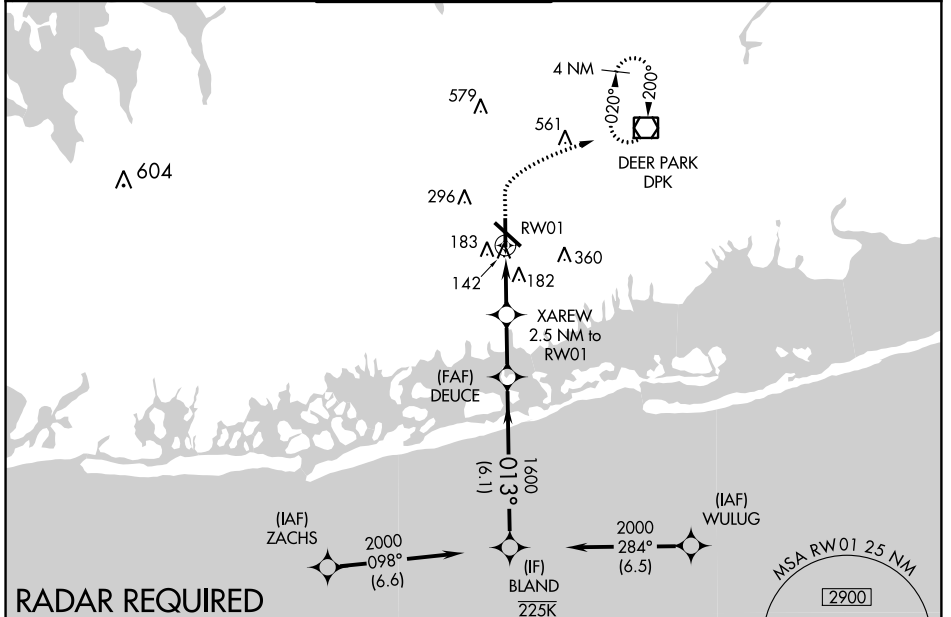 4 NM
020°
200°
579
561
DEER PARK
DPK
604
296
RW01
183
360
142
182
XAREW
2.5 NM to
RW01
(FAF)
DEUCE
1600
013°
(6.1)
(IAF)
ZACHS
2000
098°
(6.6)
(IF)
BLAND
225K
2000
284°
(6.5)
(IAF)
WULUG
MSA RW01 25 NM
2900
RADAR REQUIRED